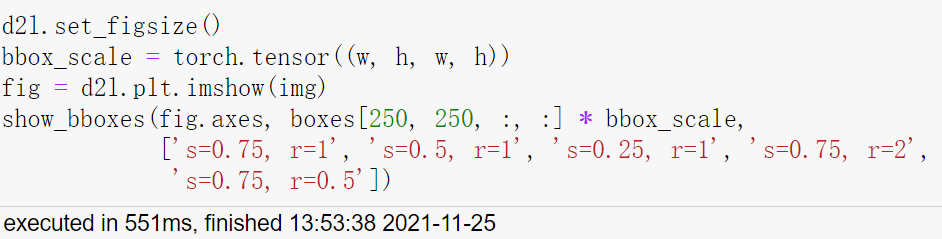 d2l.set_figsize()
bbox_scale = torch.tensor((w, h, w, h))
fig = d2l.plt.imshow(img)
show_bboxes(fig.axes, boxes[250, 250, :, :] * bbox_scale,
            ['s=0.75, r=1', 's=0.5, r=1', 's=0.25, r=1', 's=0.75, r=2',
             's=0.75, r=0.5'])
executed in 551ms, finished 13:53:38 2021-11-25